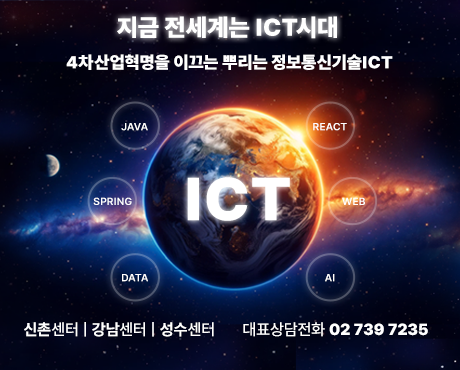 지금 전세계는 ICT시대
4차산업혁명을 이끄는 뿌리는 정보통신기술ICT
JAVA
REACT
ICT
SPRING
WEB
DATA
AI
신촌센터 | 강남센터 | 성수센터 대표상담전화 02 739 7235